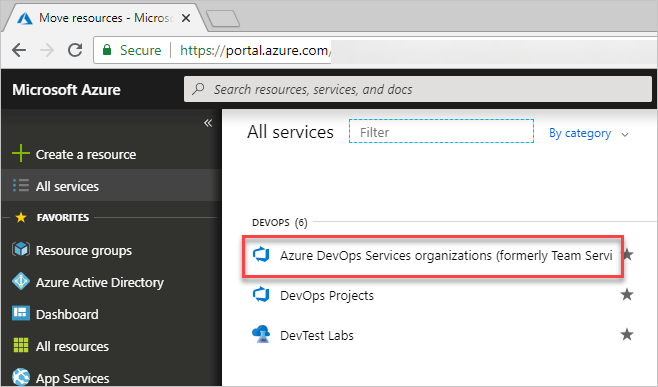 Move resources - Microso
Secure https://portal.azure.com/
Microsoft Azure
Search resources, services, and docs
«
All services
Filter
By category
Create a resource
All services
FAVORITES
DEVOPS (6)
Resource groups
Azure DevOps Services organizations (formerly Team Servi
Azure Active Directory
DevOps Projects
Dashboard
DevTest Labs
All resources
App Services